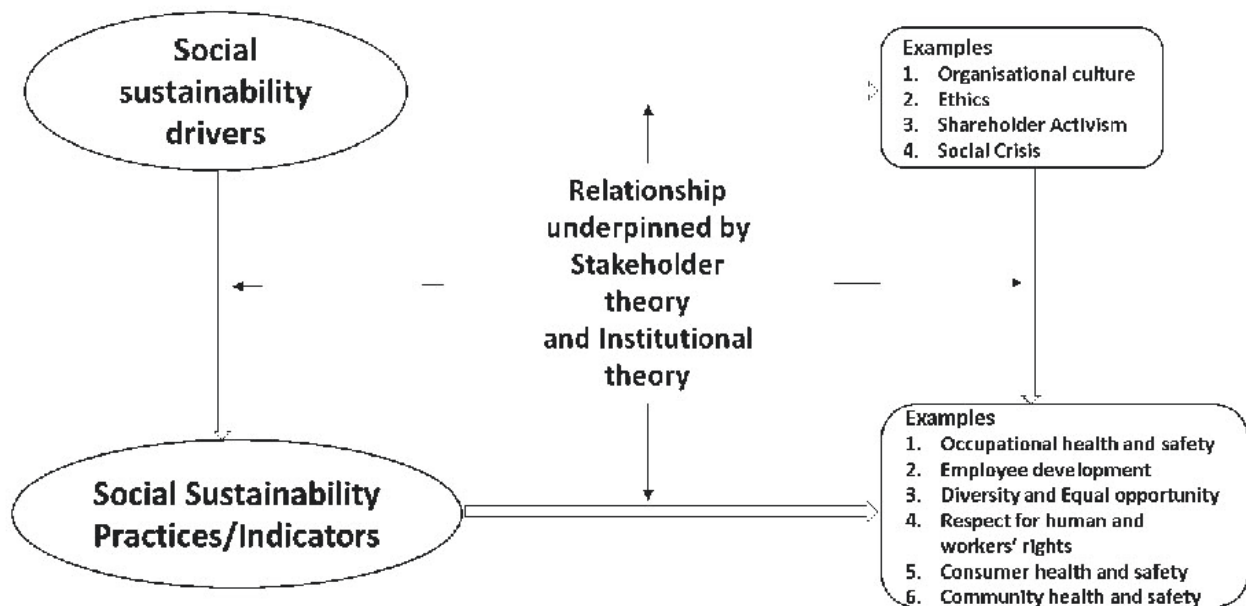 Social
sustainability
drivers
Examples
1. Organisational culture
2. Ethics
3. Shareholder Activism
4. Social Crisis
Relationship
underpinned by
Stakeholder
theory
and Institutional
theory
Social Sustainability
Practices/Indicators
Examples
1. Occupational health and safety
2. Employee development
3. Diversity and Equal opportunity
4. Respect for human and
workers' rights
5. Consumer health and safety
6. Community health and safety